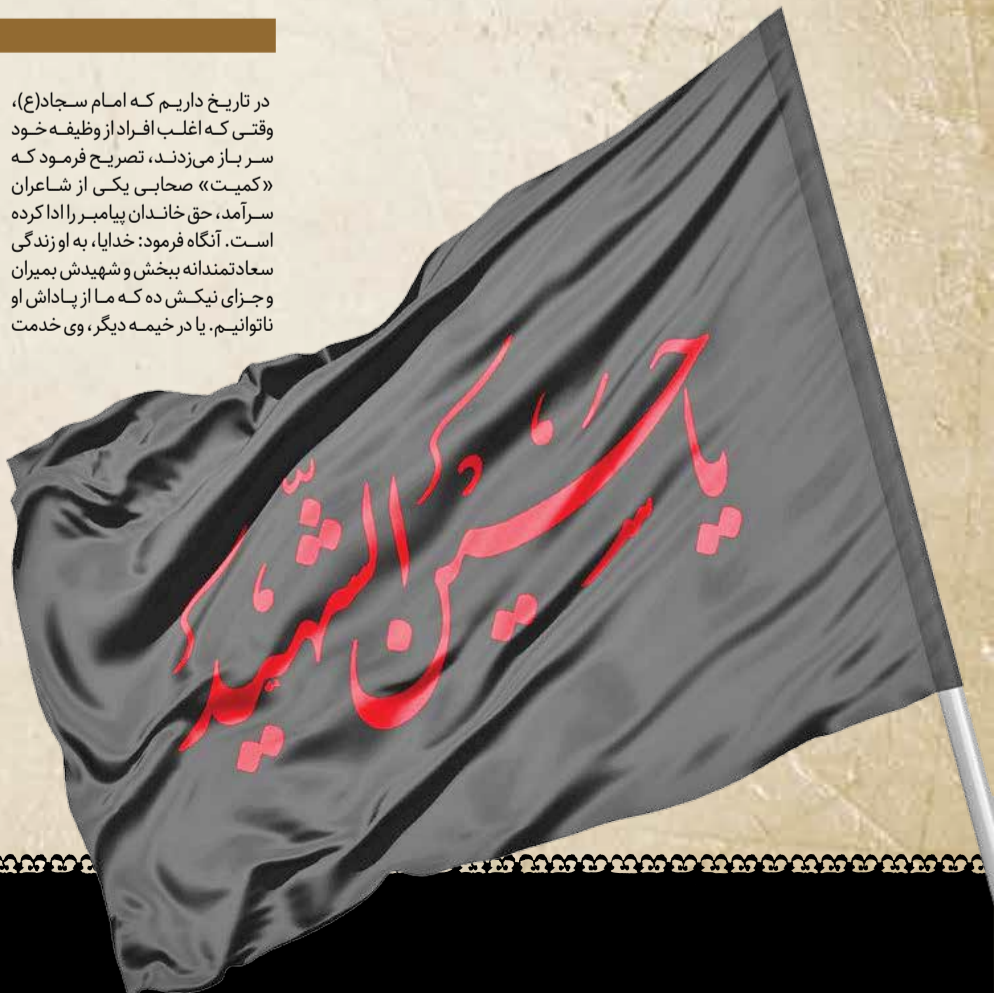 در تاریخ داریم که امام سجاد(ع)،
وقتی که اغلب افراد از وظیفه خود
سر باز می‌زدند، تصریح فرمود که
«کمیت» صحابی یکی از شاعران
سرآمد، حق خاندان پیامبر را ادا کرده
است. آنگاه فرمود: خدایا، به او زندگی
سعادتمندانه ببخش و شهیدش بمیران
و جزای نیکش ده که ما از پاداش او
ناتوانیم. یا در خیمه دیگر، وی خدمت
یا حسین الشهید